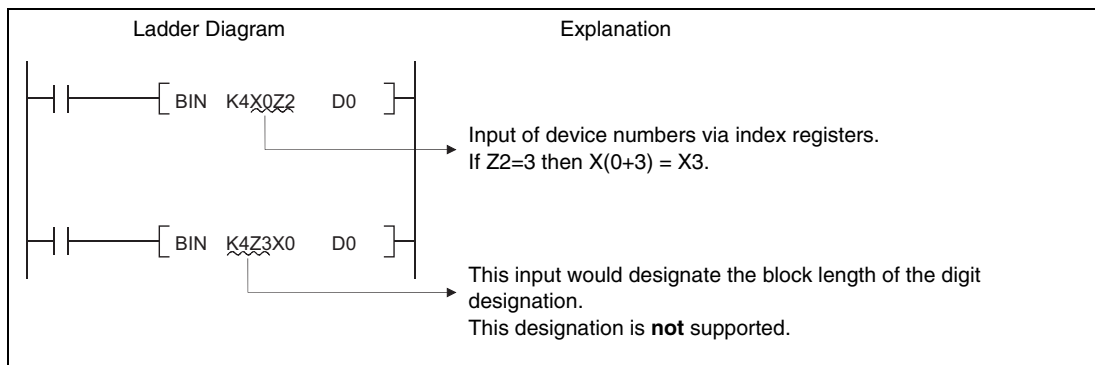 Ladder Diagram
Explanation
BIN K4X0Z2 D0
Input of device numbers via index registers.
If Z2=3 then X(0+3) = X3.
BIN K4Z3X0 D0
This input would designate the block length of the digit
designation.
This designation is not supported.